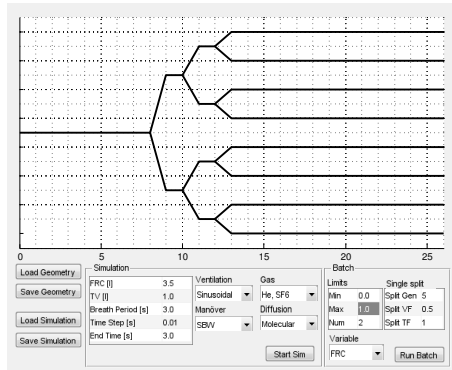 0 5 10 15 20 25
Load Geometry
Save Geometry
Load Simulation
Save Simulation
Simulation
FRC [l] 3.5
TV [l] 1.0
Breath Period [s] 3.0
Time Step [s] 0.01
End Time [s] 3.0
Ventilation
Sinusoidal
Manöver
SBW
Gas
He, SF6
Diffusion
Molecular
Start Sim
Batch
Limits
Min 0.0
Max 1.0
Num 2
Single split
Split Gen 5
Split VF 0.5
Split TF 1
Variable
FRC
Run Batch